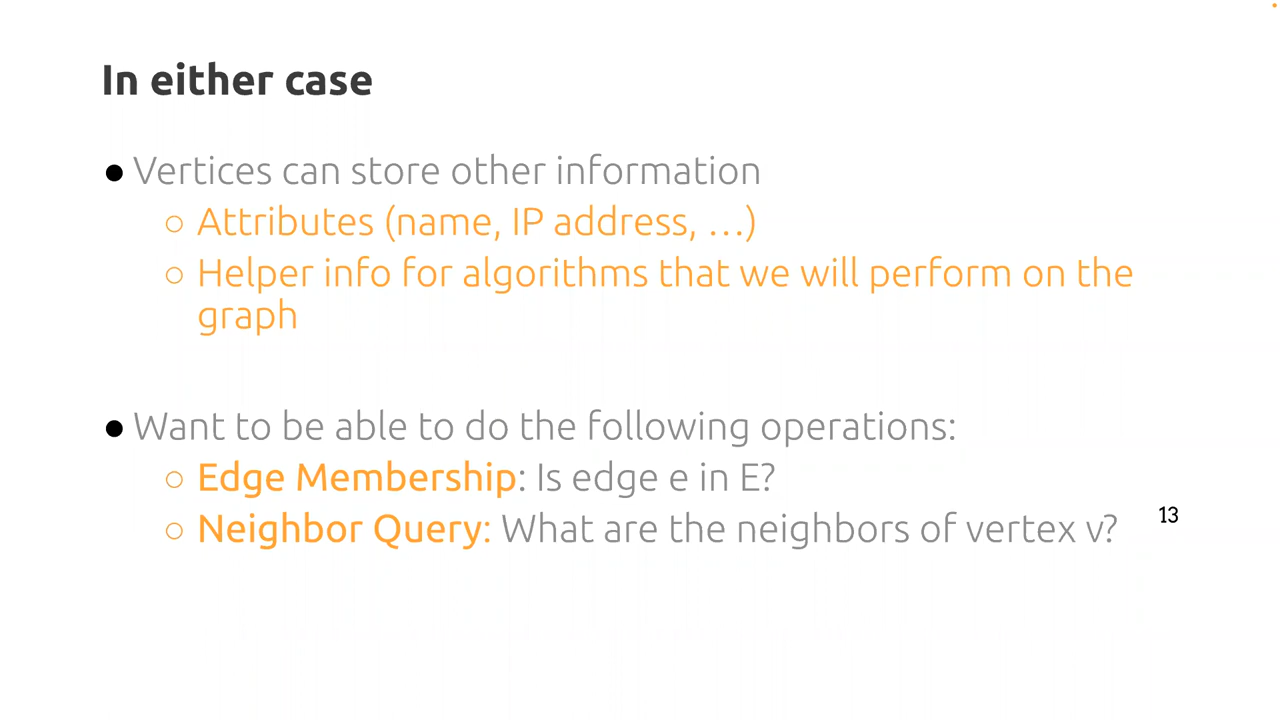 In either case
● Vertices can store other information
○ Attributes (name, IP address, …)
○ Helper info for algorithms that we will perform on the
graph
● Want to be able to do the following operations:
○ Edge Membership: Is edge e in E?
○ Neighbor Query: What are the neighbors of vertex v?
13